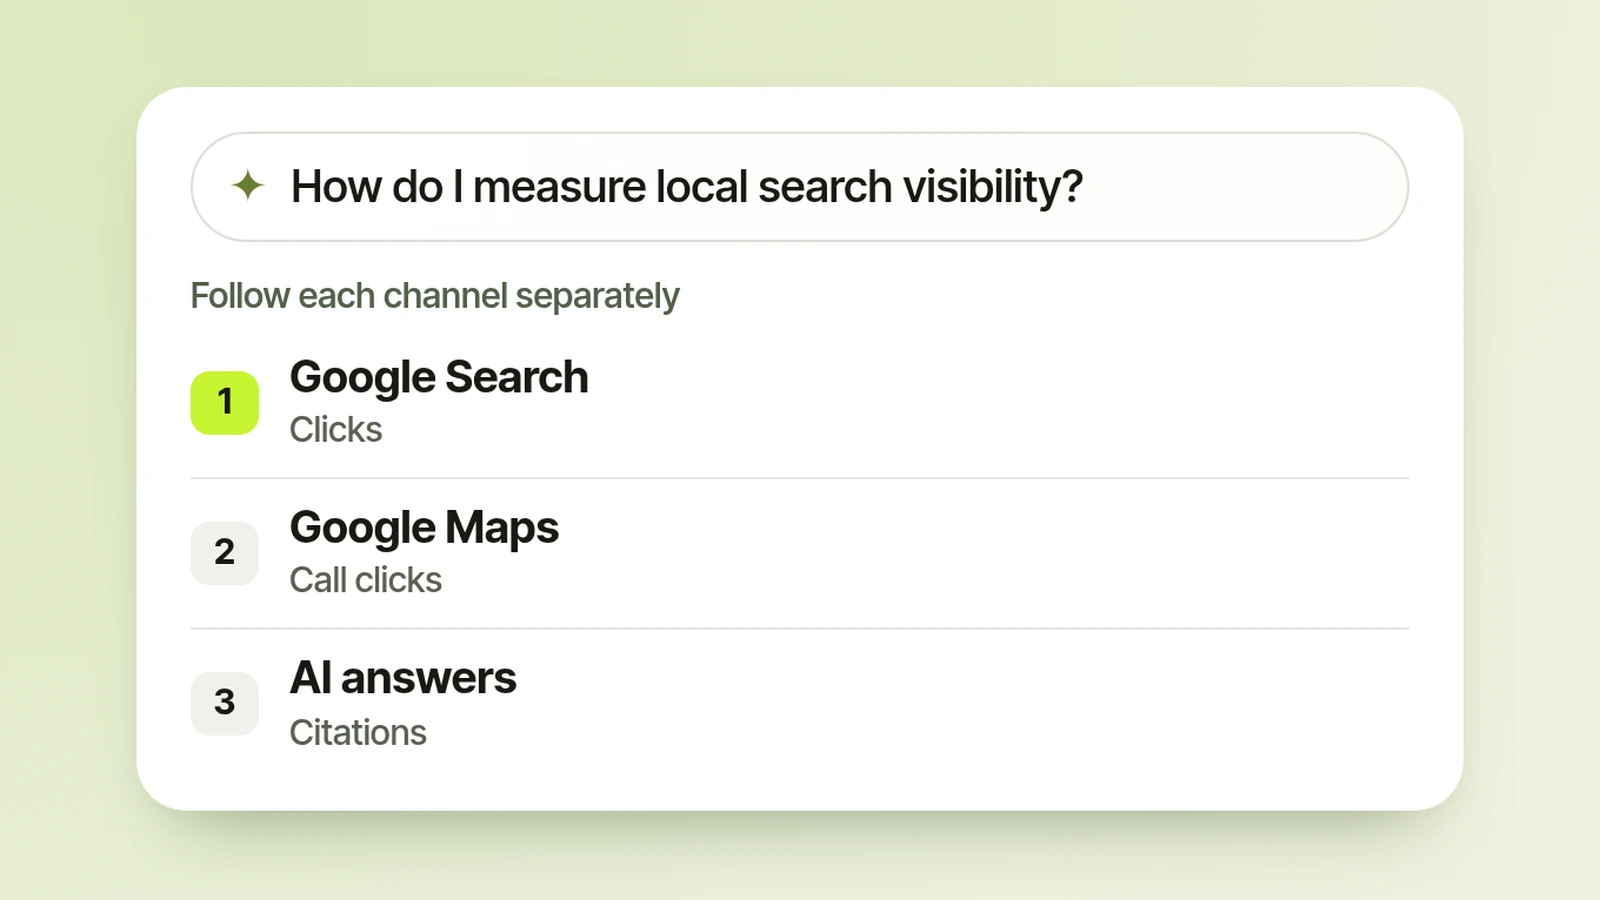 How do I measure local search visibility?
Follow each channel separately
1
Google Search
Clicks
2
Google Maps
Call clicks
3
AI answers
Citations